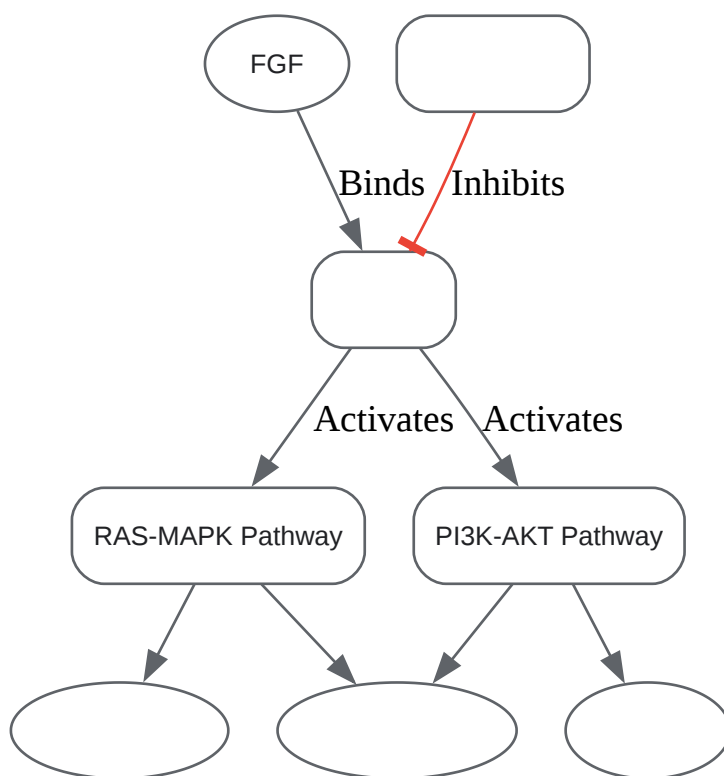 FGF
Binds Inhibits
Activates Activates
RAS-MAPK Pathway
PI3K-AKT Pathway